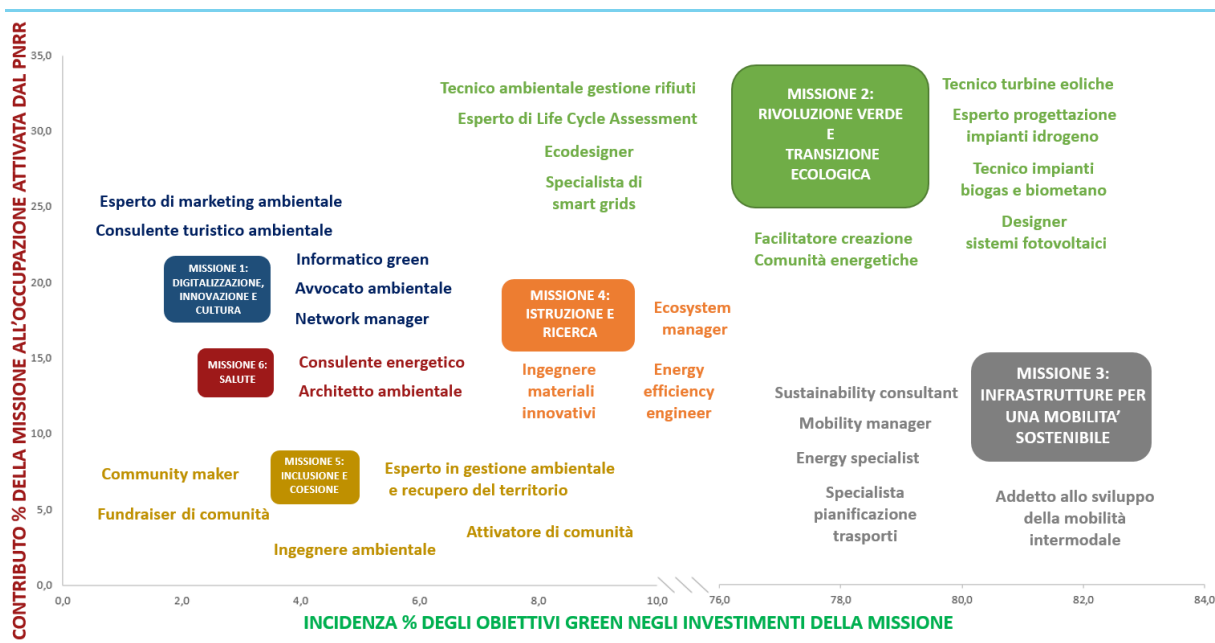 CONTRIBUTO % DELLA MISSIONE ALL'OCCUPAZIONE ATTIVATA DAL PNRR
35,0
30,0
25,0
20,0
15,0
10,0
5,0
0,0
Tecnico ambientale gestione rifiuti
Esperto di Life Cycle Assessment
Ecodesigner
Specialista di
smart grids
MISSIONE 2:
RIVOLUZIONE VERDE
E
TRANSIZIONE
ECOLOGICA
Tecnico turbine eoliche
Esperto progettazione
impianti idrogeno
Tecnico impianti
biogas e biometano
Designer
sistemi fotovoltaici
Facilitatore creazione
Comunità energetiche
Esperto di marketing ambientale
Consulente turistico ambientale
MISSIONE 1:
DIGITALIZZAZIONE,
INNOVAZIONE E
CULTURA
Informatico green
Avvocato ambientale
Network manager
MISSIONE 4:
ISTRUZIONE E
RICERCA
Ecosystem
manager
Ingegnere
materiali
innovativi
Energy
efficiency
engineer
MISSIONE 6:
SALUTE
Consulente energetico
Architetto ambientale
Sustainability consultant
Mobility manager
Energy specialist
Specialista
pianificazione
trasporti
MISSIONE 3:
INFRASTRUTTURE PER
UNA MOBILITA'
SOSTENIBILE
Addetto allo sviluppo
della mobilità
intermodale
Community maker
Fundraiser di comunità
MISSIONE 5:
INCLUSIONE E
COESIONE
Esperto in gestione ambientale
e recupero del territorio
Attivatore di comunità
Ingegnere ambientale
0,0
2,0
4,0
6,0
8,0
10,0
76,0
78,0
80,0
82,0
84,0
INCIDENZA % DEGLI OBIETTIVI GREEN NEGLI INVESTIMENTI DELLA MISSIONE